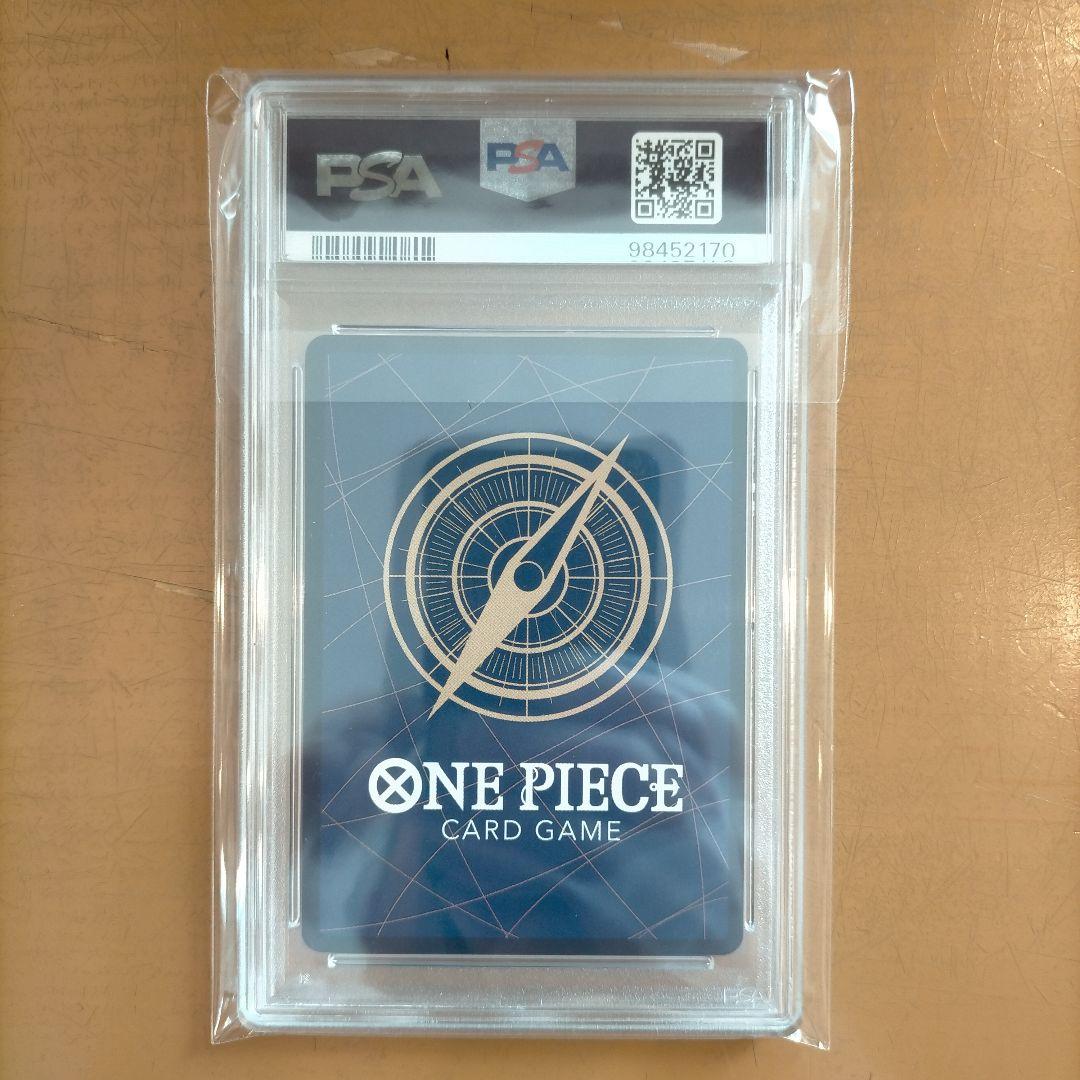 PSA
PSA
98452170
ONE PIECE
CARD GAME